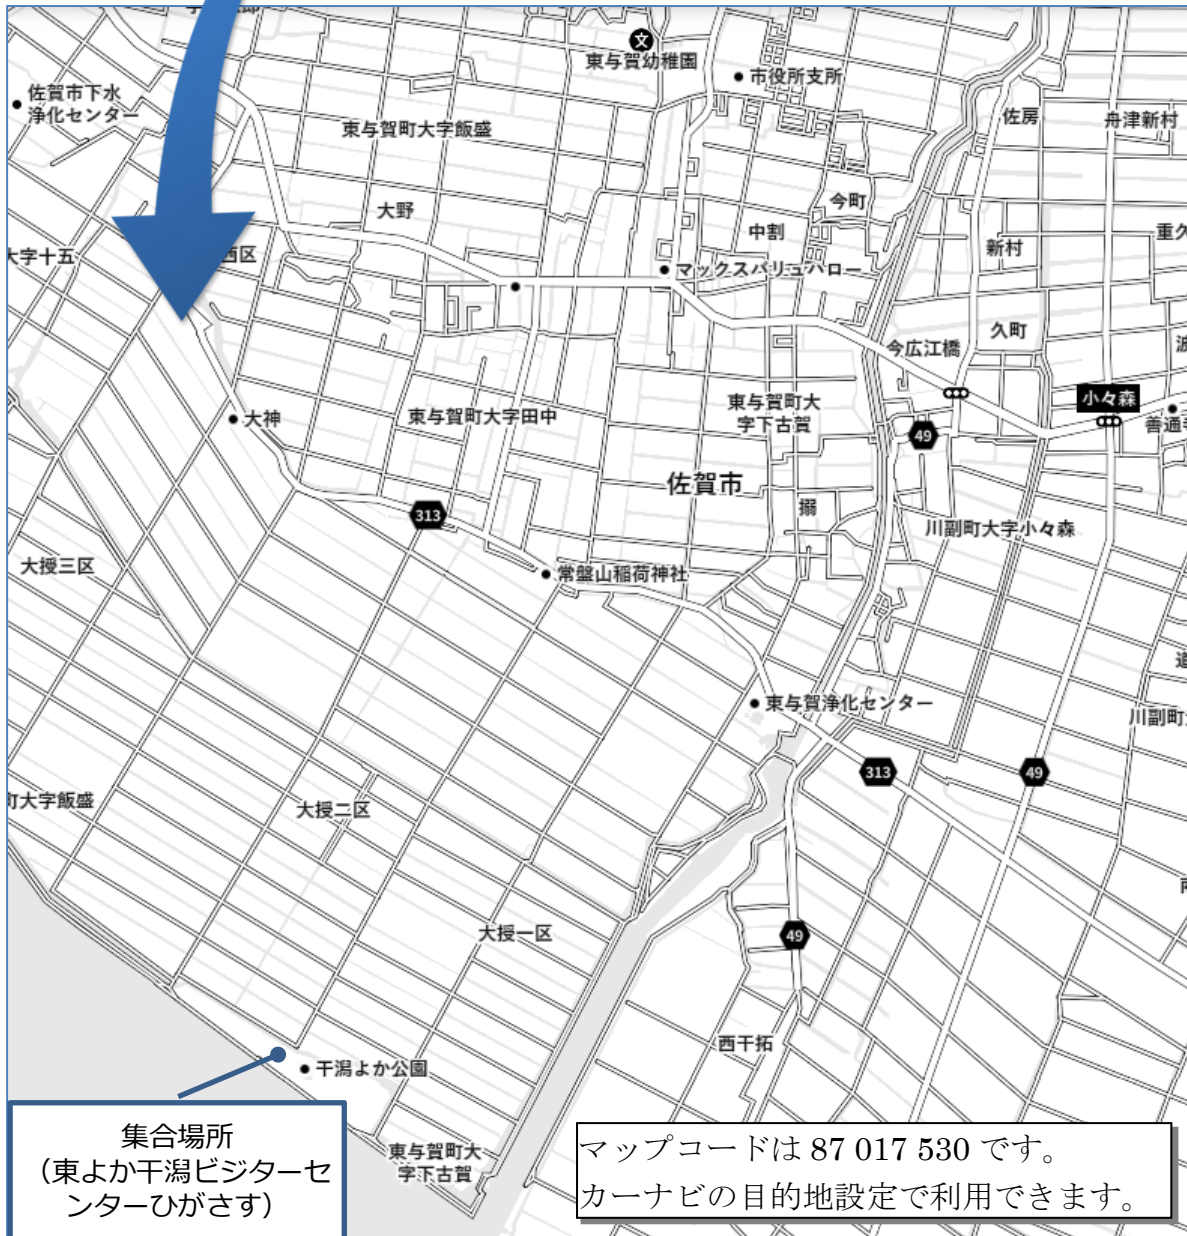 文
東与賀幼稚園
市役所支所
佐賀市下水
浄化センター
東与賀町大字飯盛
佐房
舟津新村
今町
大野
中割
新村
重久
大字十五
西区
マックスバリュハロー
久町
今広江橋
小々森
大神
東与賀町大字田中
東与賀町大
字下古賀
49
善通寺
佐賀市
搦
313
川副町大字小々森
大授三区
常盤山稲荷神社
東与賀浄化センター
川副町
313
49
町大字飯盛
大授二区
大授一区
49
西干拓
干潟よか公園
集合場所
（東よか干潟ビジターセ
ンターひがさす）
東与賀町大
字下古賀
マップコードは 87 017 530 です。
カーナビの目的地設定で利用できます。